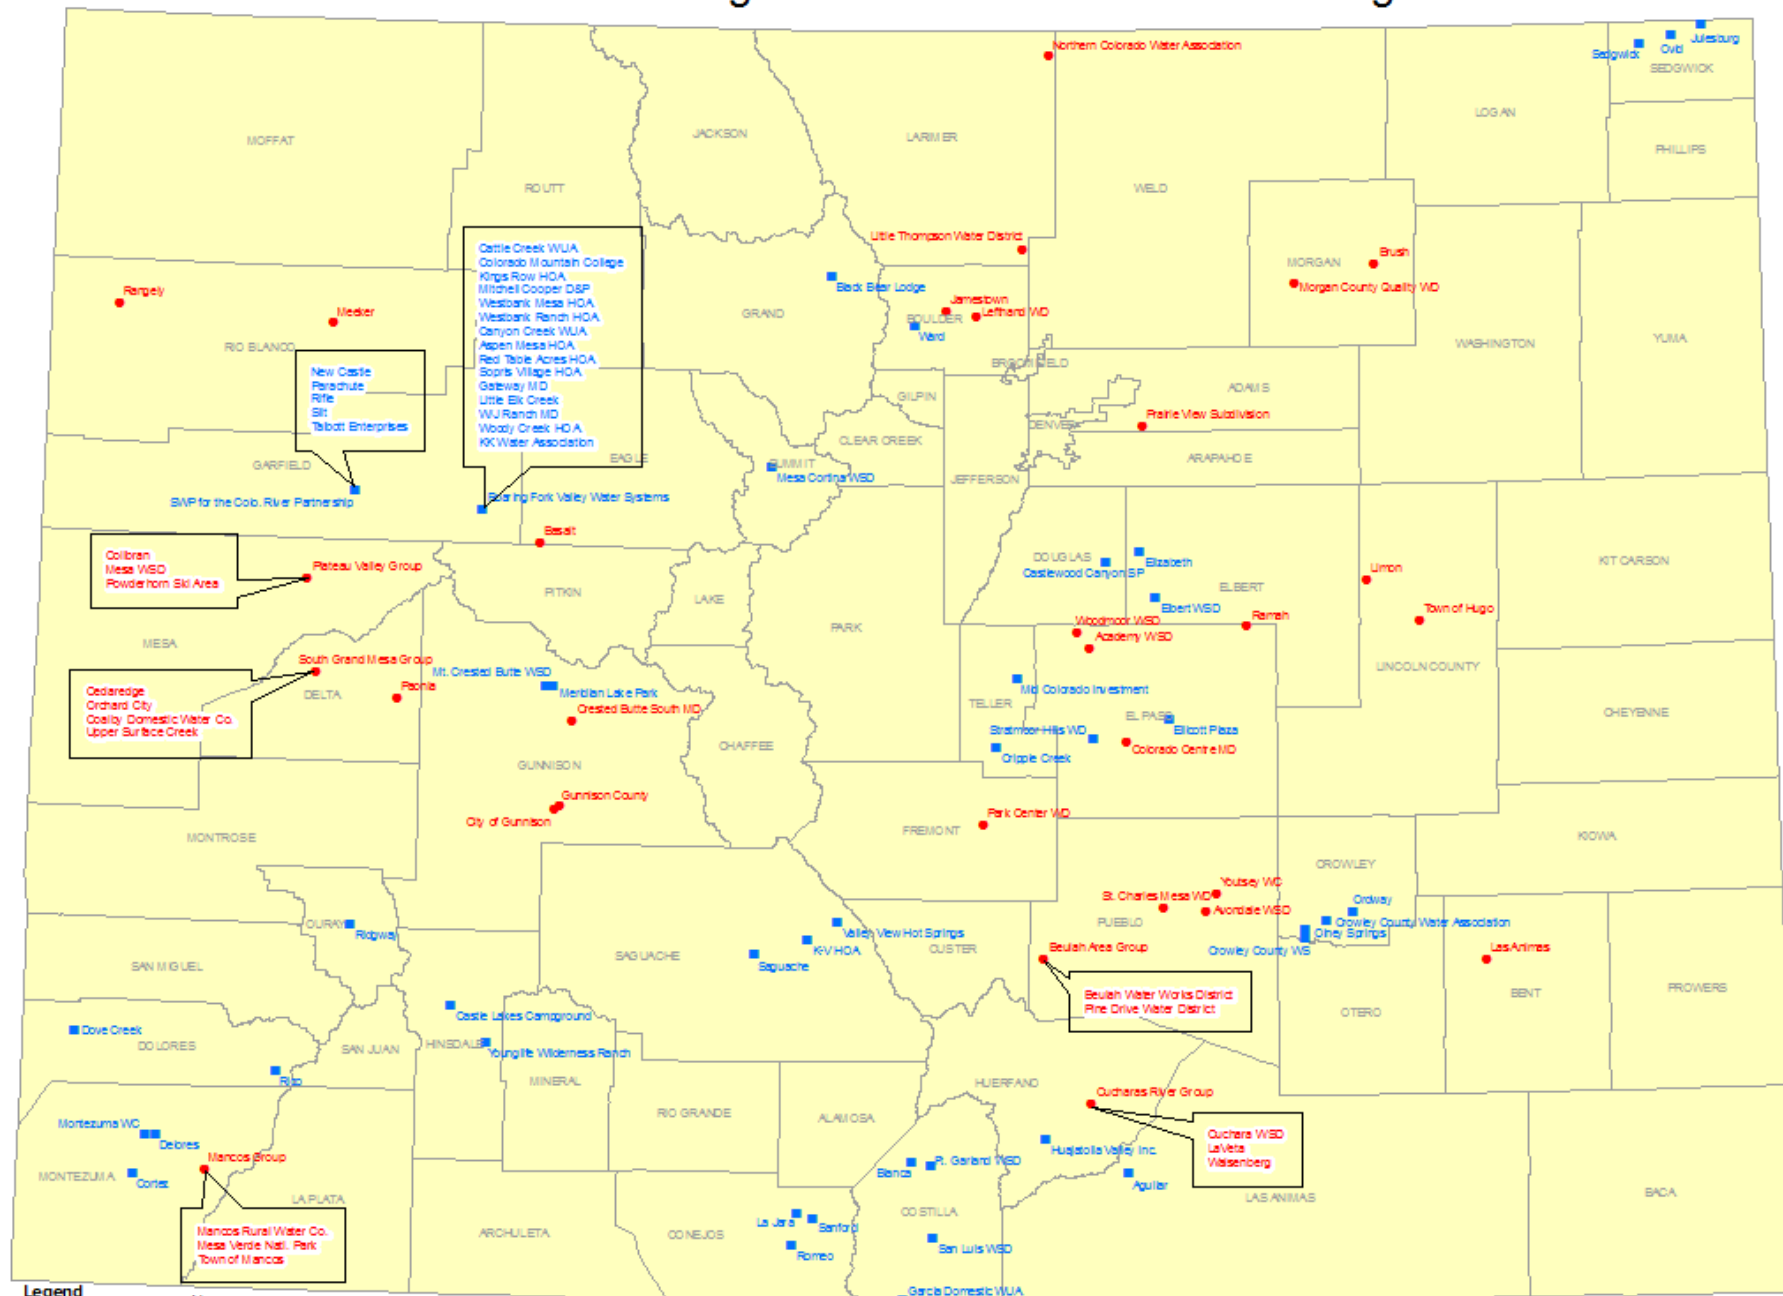 Northern Colorado Water Association
Julesburg
Ovid
Sedgwick
SEDGWICK
LOGAN
JACKSON
LARIMER
MOFFAT
PHILLIPS
ROUTT
WELD
Little Thompson Water District
Brush
MORGAN
Morgan County Quality WD
Cattle Creek WUA
Colorado Mountain College
Kings Row HOA
Mitchell Cooper D&P
Westbank Mesa HOA
Westbank Ranch HOA
Canyon Creek WUA
Aspen Mesa HOA
Red Table Acres HOA
Sopris Village HOA
Gateway MD
Little Elk Creek
WJ Ranch MD
Woody Creek HOA
KK Water Association
Black Bear Lodge
Rangely
Meeker
GRAND
Jamestown
Lefthand WD
BOULDER
Ward
RIO BLANCO
WASHINGTON
YUMA
BROOMFIELD
New Castle
Parachute
Rifle
Silt
Talbott Enterprises
GILPIN
ADAMS
Prairie View Subdivision
DENVER
CLEAR CREEK
ARAPAHOE
GARFIELD
EAGLE
SUMMIT
Mesa Cortina WSD
JEFFERSON
SWP for the Colo. River Partnership
Roaring Fork Valley Water Systems
Basalt
Collbran
Mesa WSD
Powderhorn Ski Area
Plateau Valley Group
DOUGLAS
Castlewood Canyon SP
Elizabeth
ELBERT
Elbert WSD
Limon
KIT CARSON
PITKIN
LAKE
PARK
Ramah
Town of Hugo
Woodmoor WSD
Academy WSD
MESA
South Grand Mesa Group
DELTA
Paonia
Cedaredge
Orchard City
Coalby Domestic Water Co.
Upper Surface Creek
Mt. Crested Butte WSD
Meridian Lake Park
Crested Butte South MD
LINCOLN COUNTY
Mid Colorado Investment
TELLER
EL PASO
Ellicott Plaza
Stratmoor Hills WD
Colorado Centre MD
Cripple Creek
CHEYENNE
CHAFFEE
GUNNISON
Gunnison County
City of Gunnison
Park Center WD
FREMONT
MONTROSE
KIOWA
CROWLEY
Youtsey WC
St. Charles Mesa WD
Avondale WSD
PUEBLO
Ordway
Crowley County Water Association
Olney Springs
Crowley County WS
OURAY
Ridgway
Valley View Hot Springs
K-V HOA
Saguache
SAGUACHE
CUSTER
Beulah Area Group
Beulah Water Works District
Pine Drive Water District
Las Animas
BENT
PROWERS
OTERO
SAN MIGUEL
Castle Lakes Campground
Dove Creek
DOLORES
SAN JUAN
HINSDALE
Younglife Wilderness Ranch
MINERAL
Rico
HUERFANO
Cucharas River Group
Cuchara WSD
LaVeta
Walsenberg
RIO GRANDE
ALAMOSA
Montezuma WC
Delores
Mancos Group
MONTEZUMA
Cortez
LA PLATA
Huajatolla Valley Inc.
Ft. Garland WSD
Blanca
Aguilar
LAS ANIMAS
BACA
Mancos Rural Water Co.
Mesa Verde Natl. Park
Town of Mancos
ARCHULETA
CONEJOS
La Jara
Sanford
Romeo
COSTILLA
San Luis WSD
Garcia Domestic WUA
Legend